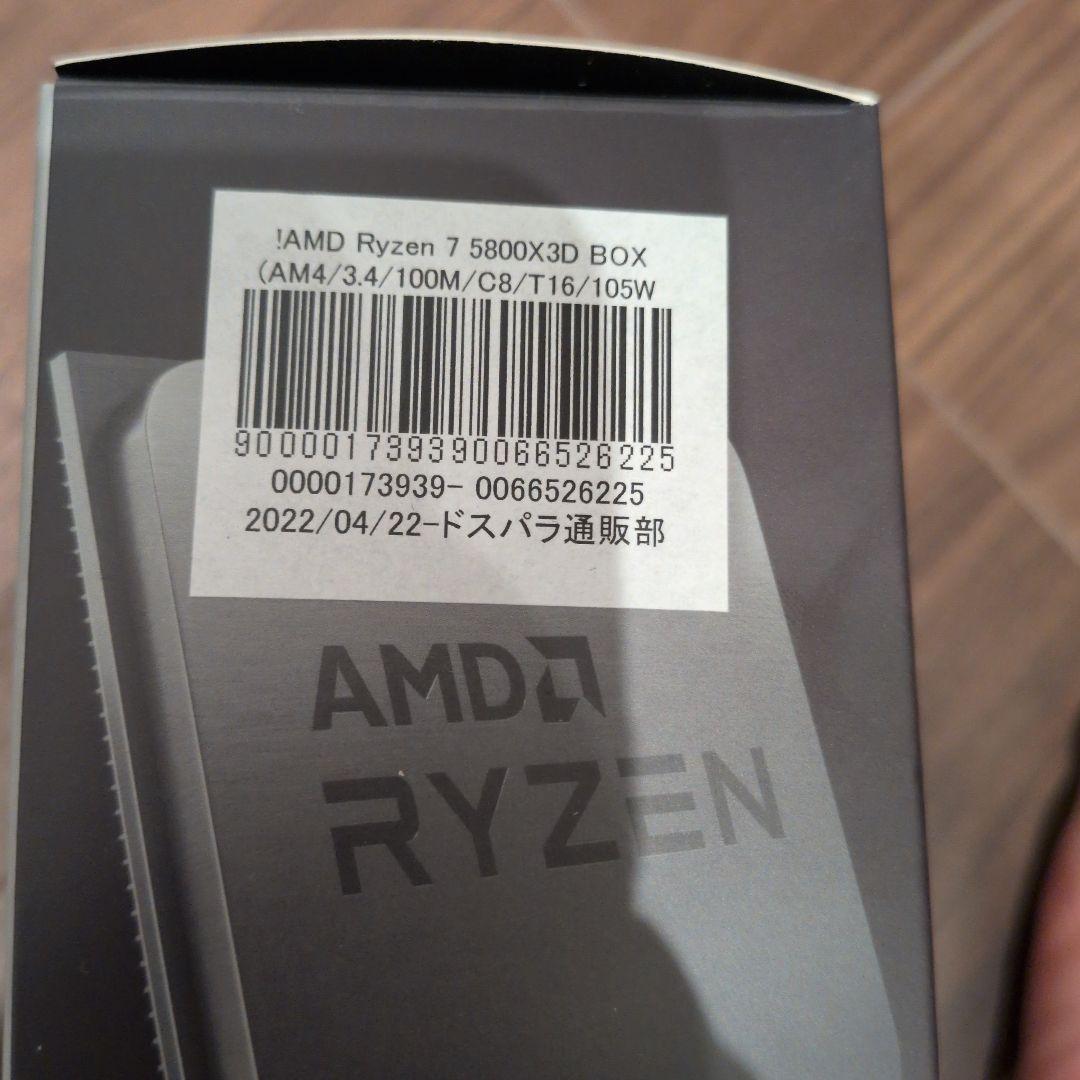 !AMD Ryzen 7 5800X3D BOX
(AM4/3.4/100M/C8/T16/105W
900001739390066526225
0000173939- 0066526225
2022/04/22-ドスパラ通販部
AMD
RYZEN